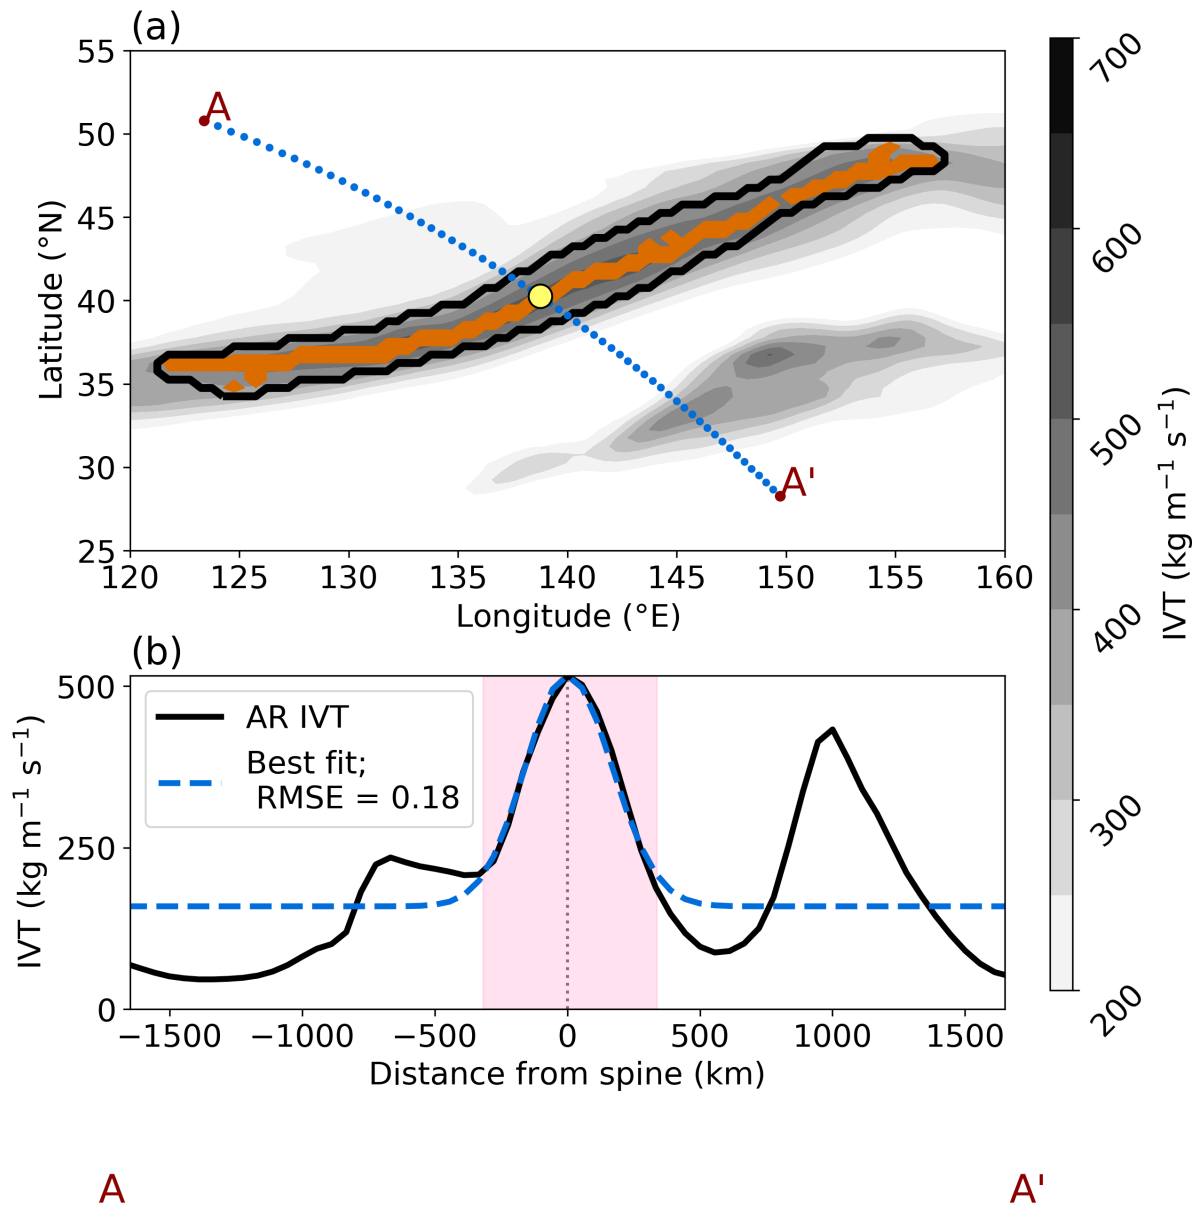 (a)
55
50
45
40
35
30
25
Latitude (°N)
A
A'
120 125 130 135 140 145 150 155 160
Longitude (°E)
700
600
500
400
300
200
IVT (kg m⁻¹ s⁻¹)
(b)
500
250
0
IVT (kg m⁻¹ s⁻¹)
AR IVT
Best fit;
RMSE = 0.18
−1500 −1000 −500 0 500 1000 1500
Distance from spine (km)
A A'